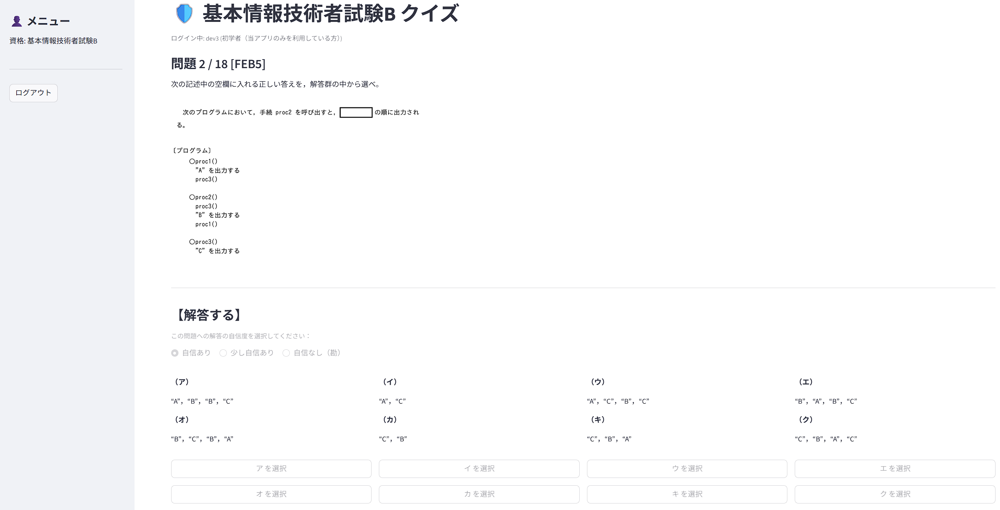 メニュー
資格: 基本情報技術者試験B
ログアウト
基本情報技術者試験B クイズ
ログイン中: dev3 (初学者（当アプリのみを利用している方）)
問題 2 / 18 [FEB5]
次の記述中の空欄に入れる正しい答えを，解答群の中から選べ。
次のプログラムにおいて，手続 proc2 を呼び出すと， の順に出力され
る。
〔プログラム〕
○proc1()
"A" を出力する
proc3()
○proc2()
proc3()
"B" を出力する
proc1()
○proc3()
"C" を出力する
【解答する】
この問題への解答の自信度を選択してください：
自信あり 少し自信あり 自信なし（勘）
（ア） （イ） （ウ） （エ）
“A”，“B”，“B”，“C” “A”，“C” “A”，“C”，“B”，“C” “B”，“A”，“B”，“C”
（オ） （カ） （キ） （ク）
“B”，“C”，“B”，“A” “C”，“B” “C”，“B”，“A” “C”，“B”，“A”，“C”
ア を選択 イ を選択 ウ を選択 エ を選択
オ を選択 カ を選択 キ を選択 ク を選択